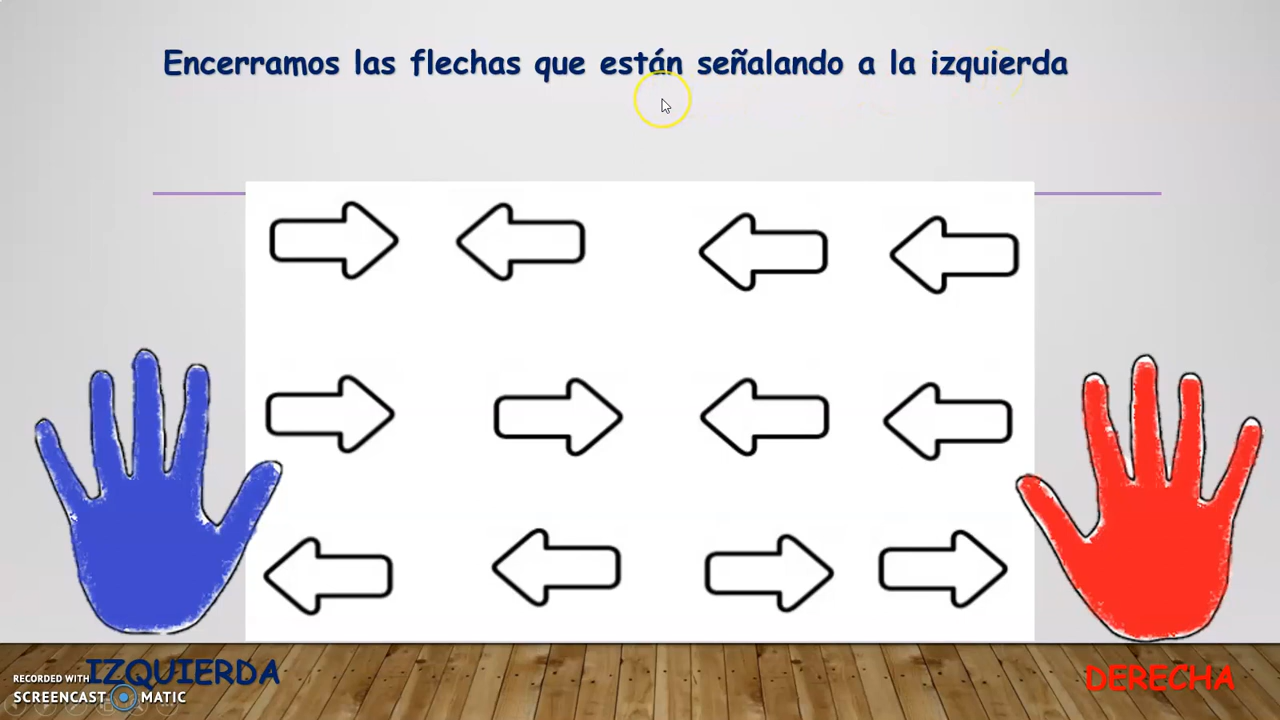 Encerramos las flechas que están señalando a la izquierda
IZQUIERDA
DERECHA
RECORDED WITH
SCREENCAST MATIC